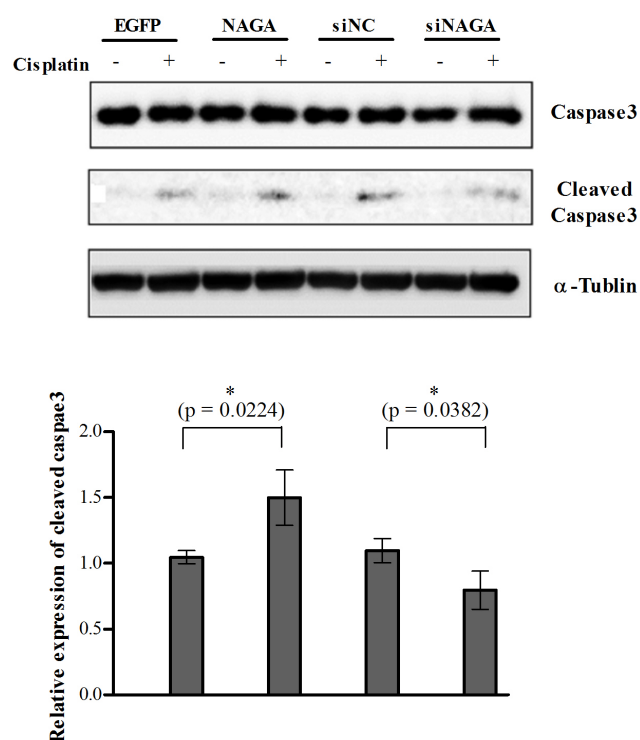 EGFP NAGA siNC siNAGA
Cisplatin - + - + - + - +
Caspase3
Cleaved
Caspase3
α-Tublin
* *
(p = 0.0224) (p = 0.0382)
2.0
1.5
1.0
0.5
0.0
Relative expression of cleaved caspae3